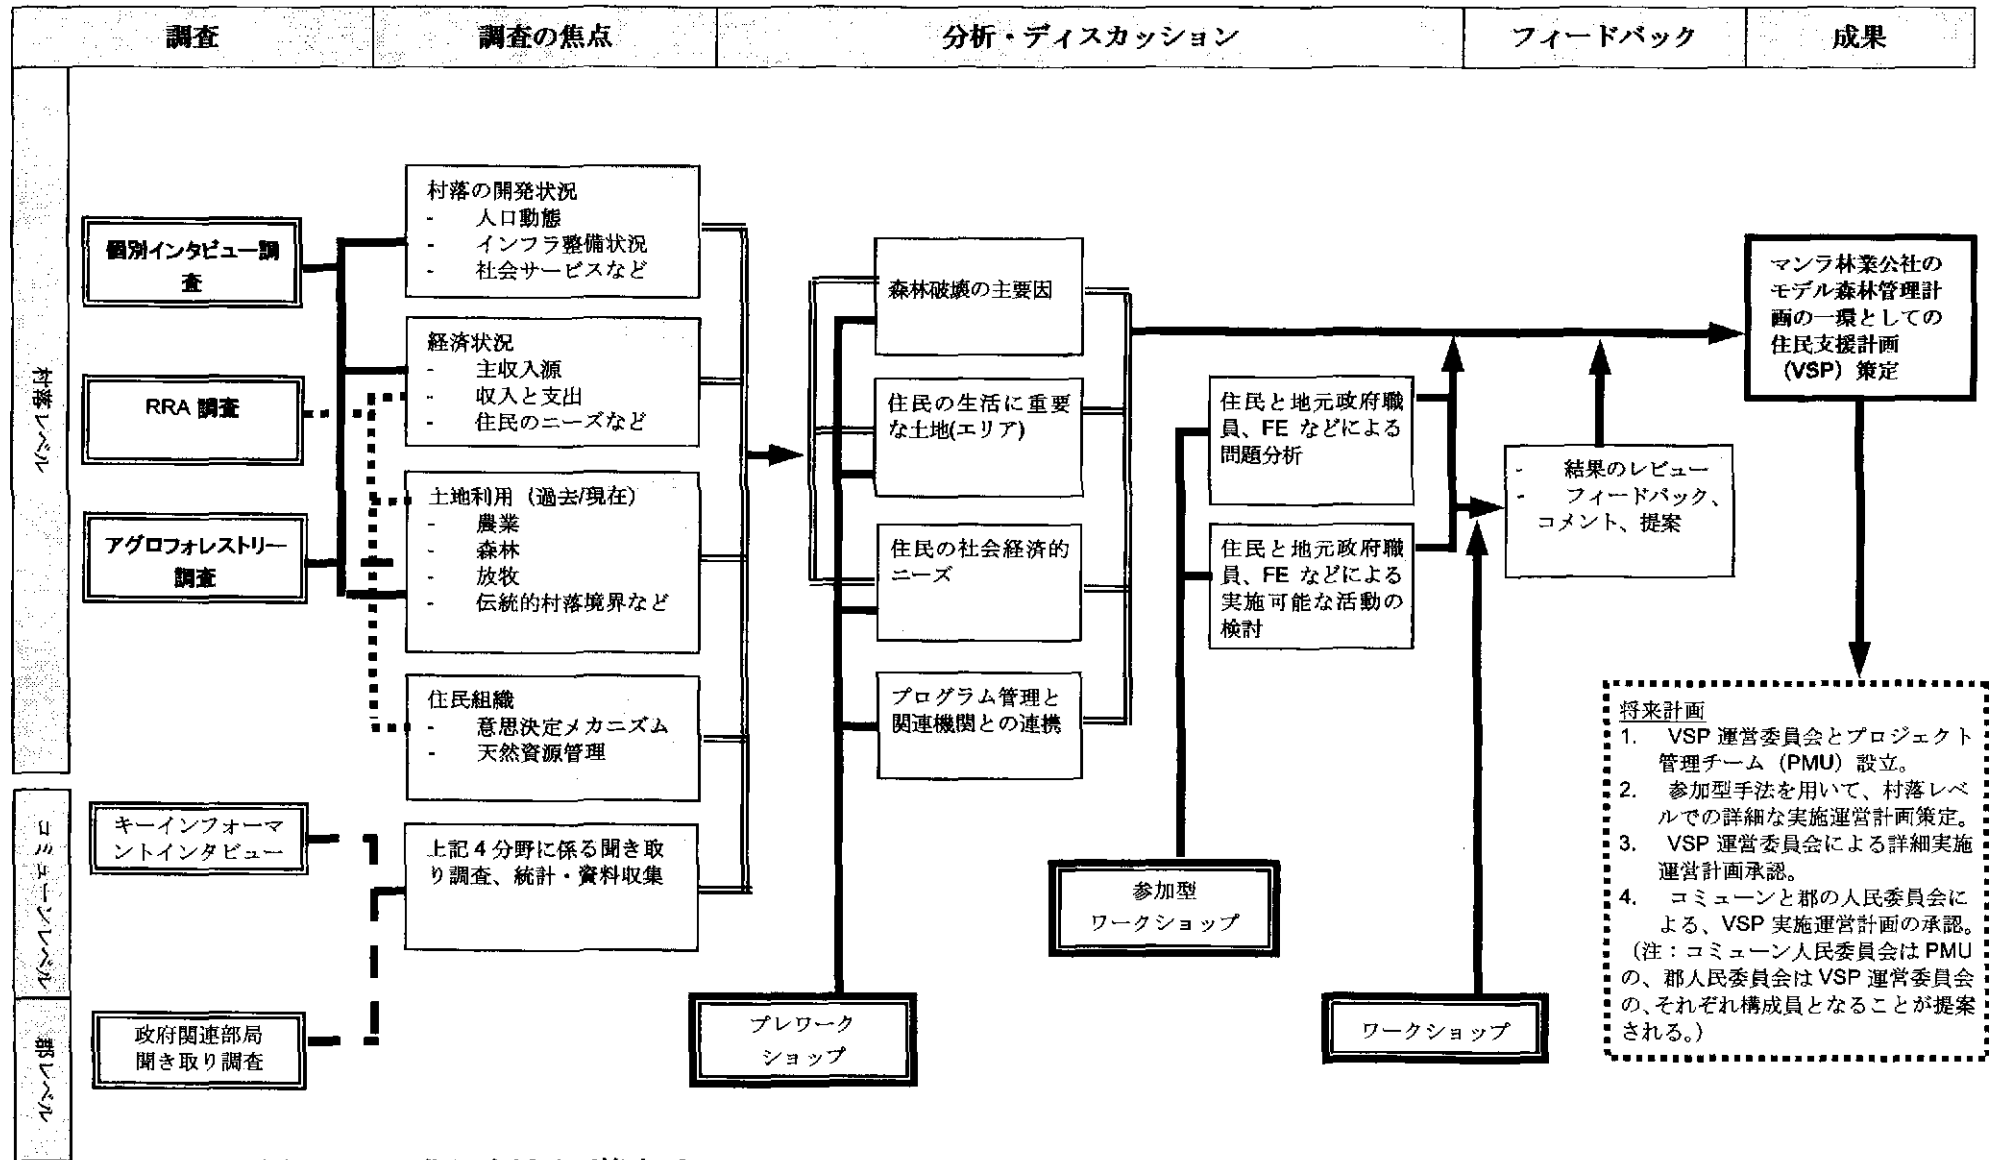 調査
調査の焦点
分析・ディスカッション
フィードバック
成果
村落レベル
コミューンレベル
郡レベル
個別インタビュー調
査
RRA 調査
アグロフォレストリー
調査
キーインフォーマ
ントインタビュー
政府関連部局
聞き取り調査
村落の開発状況
- 人口動態
- インフラ整備状況
- 社会サービスなど
経済状況
- 主収入源
- 収入と支出
- 住民のニーズなど
土地利用（過去/現在）
- 農業
- 森林
- 放牧
- 伝統的村落境界など
住民組織
- 意思決定メカニズム
- 天然資源管理
上記 4 分野に係る聞き取
り調査、統計・資料収集
森林破壊の主要因
住民の生活に重要
な土地(エリア)
住民の社会経済的
ニーズ
プログラム管理と
関連機関との連携
プレワーク
ショップ
住民と地元政府職
員、FE などによる
問題分析
住民と地元政府職
員、FE などによる
実施可能な活動の
検討
参加型
ワークショップ
- 結果のレビュー
- フィードバック、
コメント、提案
ワークショップ
マンラ林業公社の
モデル森林管理計
画の一環としての
住民支援計画
（VSP）策定
将来計画
1. VSP 運営委員会とプロジェクト
管理チーム（PMU）設立。
2. 参加型手法を用いて、村落レベ
ルでの詳細な実施運営計画策定。
3. VSP 運営委員会による詳細実施
運営計画承認。
4. コミューンと郡の人民委員会に
よる、VSP 実施運営計画の承認。
（注：コミューン人民委員会は PMU
の、郡人民委員会は VSP 運営委員会
の、それぞれ構成員となることが提案
される。）